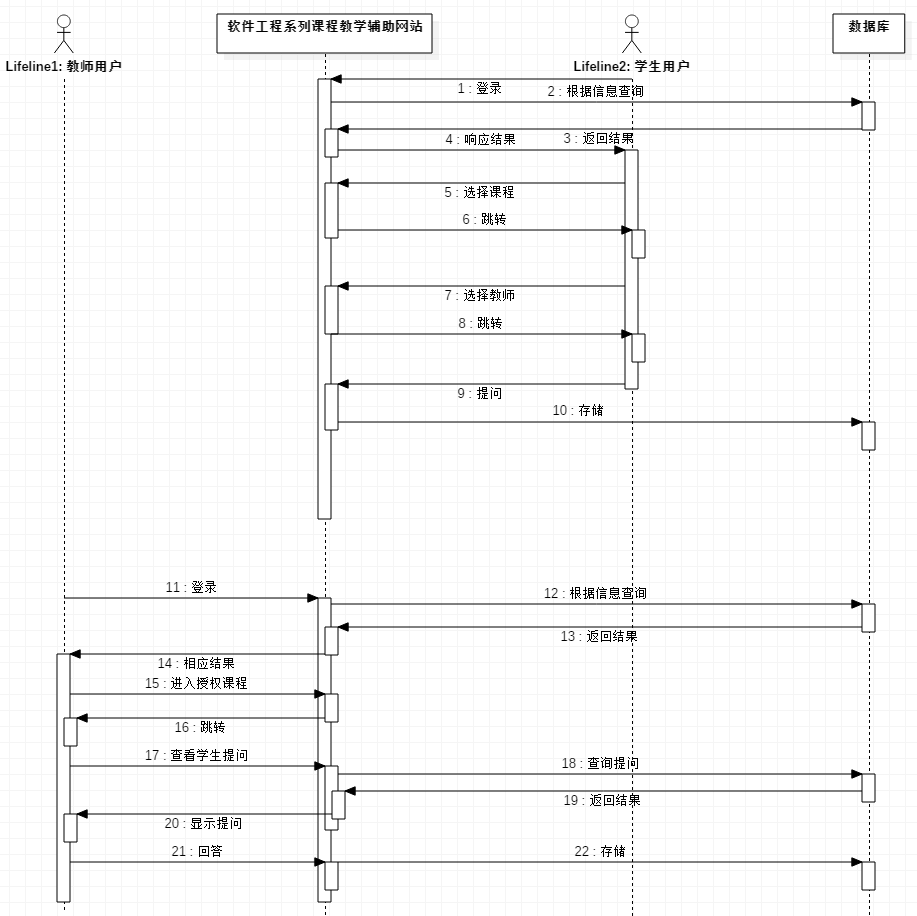 软件工程系列课程教学辅助网站
数据库
Lifeline1: 教师用户
Lifeline2: 学生用户
1 : 登录
2 : 根据信息查询
3 : 返回结果
4 : 响应结果
5 : 选择课程
6 : 跳转
7 : 选择教师
8 : 跳转
9 : 提问
10 : 存储
11 : 登录
12 : 根据信息查询
13 : 返回结果
14 : 相应结果
15 : 进入授权课程
16 : 跳转
17 : 查看学生提问
18 : 查询提问
19 : 返回结果
20 : 显示提问
21 : 回答
22 : 存储